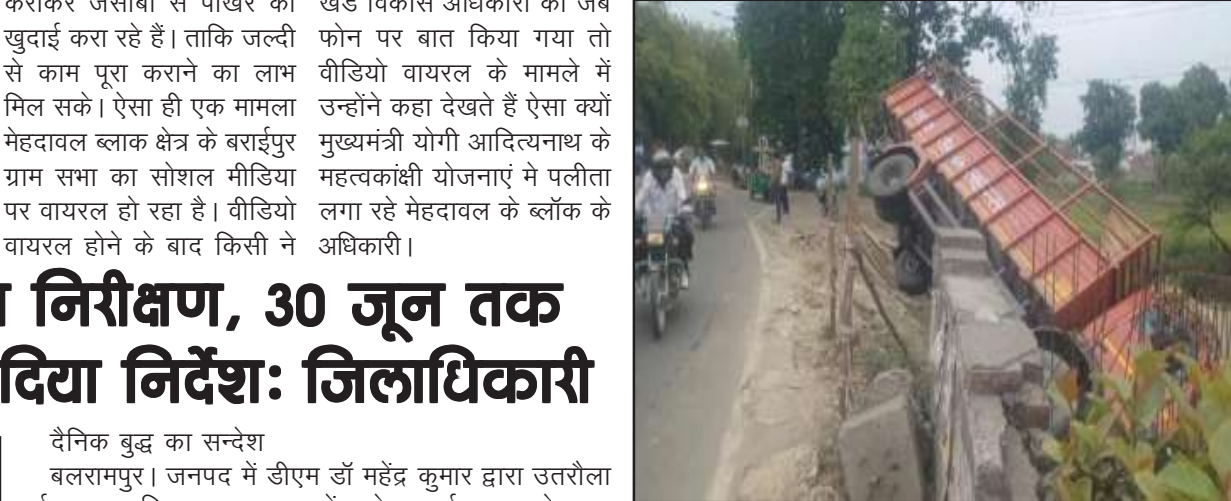 कराकर जेसीबी से पोखरे की
खुदाई करा रहे हैं। ताकि जल्दी
से काम पूरा कराने का लाभ
मिल सके। ऐसा ही एक मामला
मेहदावल ब्लाक क्षेत्र के बराईपुर
ग्राम सभा का सोशल मीडिया
पर वायरल हो रहा है। वीडियो
वायरल होने के बाद किसी ने
खंड विकास अधिकारी को जब
फोन पर बात किया गया तो
वीडियो वायरल के मामले में
उन्होंने कहा देखते हैं ऐसा क्यों
मुख्यमंत्री योगी आदित्यनाथ के
महत्वकांक्षी योजनाएं मे पलीता
लगा रहे मेहदावल के ब्लॉक के
अधिकारी।
निरीक्षण, 30 जून तक
दिया निर्देशः जिलाधिकारी
दैनिक बुद्ध का सन्देश
बलरामपुर। जनपद में डीएम डॉ महेंद्र कुमार द्वारा उतरौला